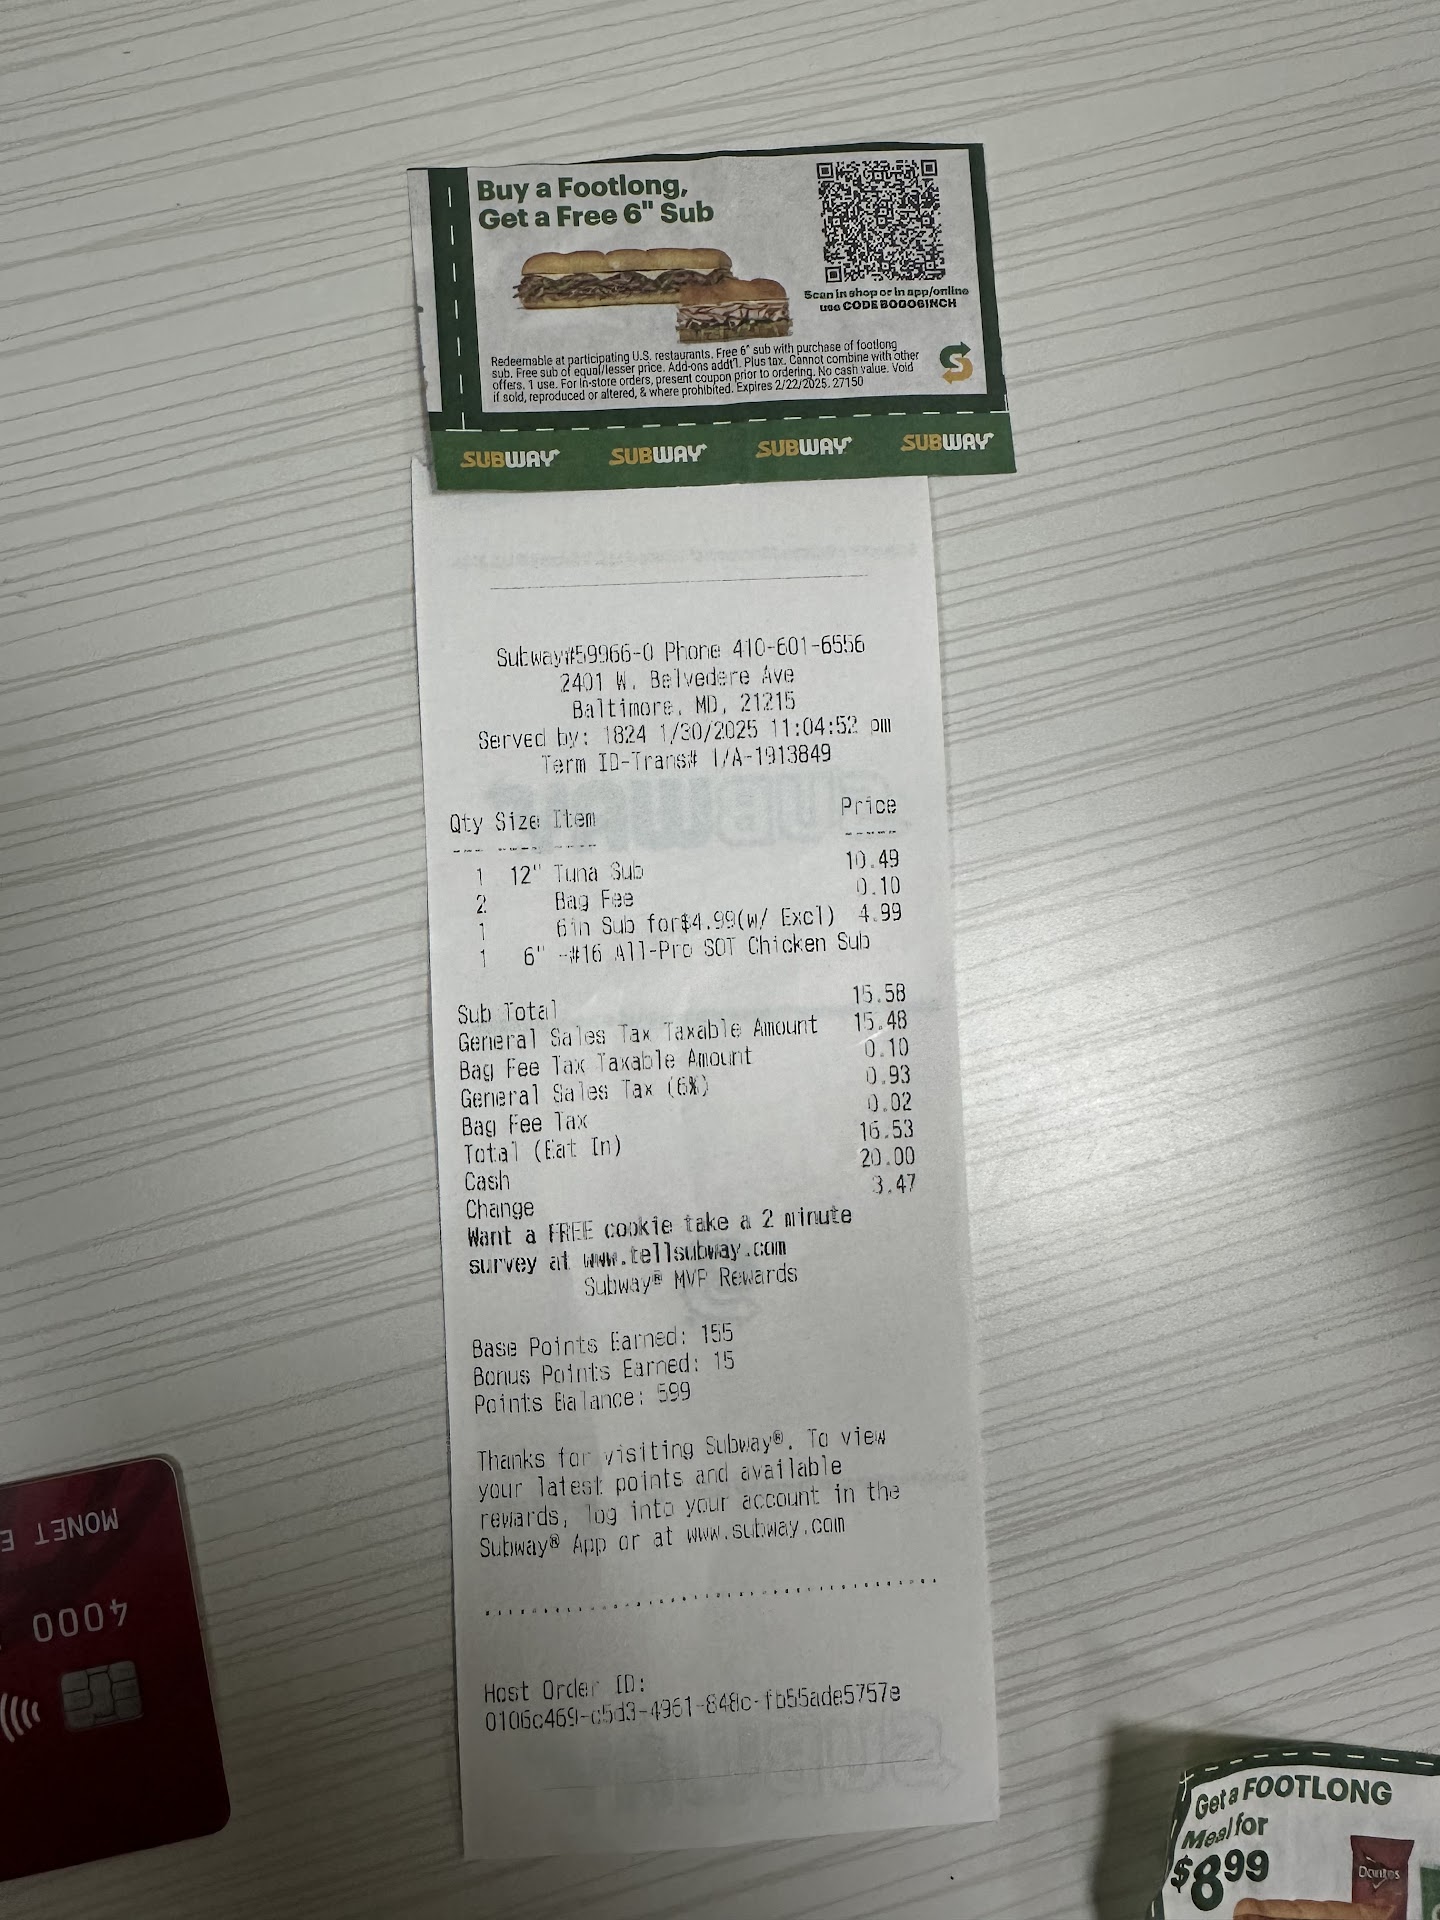 Buy a Footlong,
Get a Free 6" Sub
Scan in shop or in app/online
use CODE BOGO6INCH
Redeemable at participating U.S. restaurants. Free 6" sub with purchase of footlong
sub. Free sub of equal/lesser price. Add-ons addt'l. Plus tax. Cannot combine with other
offers. 1 use. For in-store orders, present coupon prior to ordering. No cash value. Void
if sold, reproduced or altered, & where prohibited. Expires 2/22/2025. 27150
SUBWAY SUBWAY SUBWAY SUBWAY
Subway#59966-0 Phone 410-601-6556
2401 W. Belvedere Ave
Baltimore, MD, 21215
Served by: 1824 1/30/2025 11:04:52 pm
Term ID-Trans# 1/A-1913849
Qty Size Item Price
--- ---- ---- -----
1 12" Tuna Sub 10.49
2 Bag Fee 0.10
1 6in Sub for$4.99(w/ Excl) 4.99
1 6" -#16 All-Pro SOT Chicken Sub
Sub Total 15.58
General Sales Tax Taxable Amount 15.48
Bag Fee Tax Taxable Amount 0.10
General Sales Tax (6%) 0.93
Bag Fee Tax 0.02
Total (Eat In) 16.53
Cash 20.00
Change 3.47
Want a FREE cookie take a 2 minute
survey at www.tellsubway.com
Subway® MVP Rewards
Base Points Earned: 155
Bonus Points Earned: 15
Points Balance: 599
Thanks for visiting Subway®. To view
your latest points and available
rewards, log into your account in the
Subway® App or at www.subway.com
Host Order ID:
0106c469-c5d3-4961-848c-fb55ade5757e
MONET E
4000
Get a FOOTLONG
Meal for
$8.99
Doritos